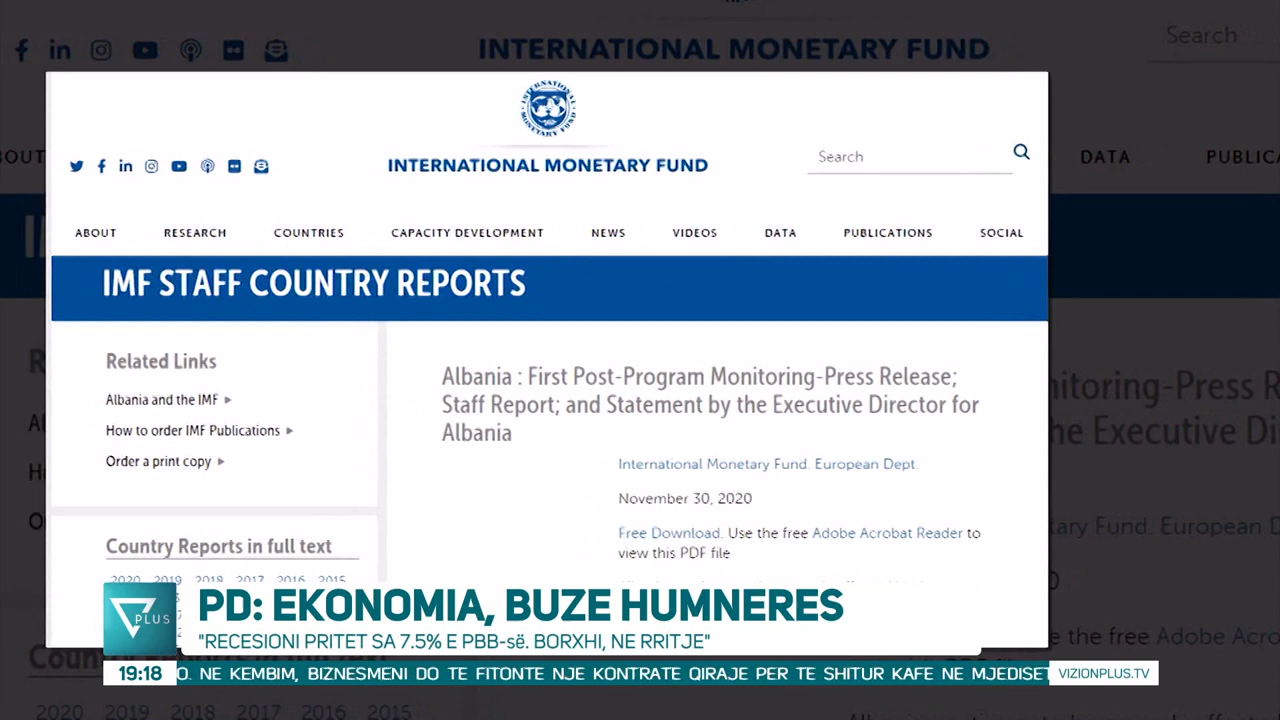 INTERNATIONAL MONETARY FUND
Search
DATA
INTERNATIONAL MONETARY FUND
INTERNATIONAL MONETARY FUND
Search
ABOUT RESEARCH COUNTRIES CAPACITY DEVELOPMENT NEWS VIDEOS DATA PUBLICATIONS SOCIAL
IMF STAFF COUNTRY REPORTS
Related Links
Albania and the IMF
How to order IMF Publications
Order a print copy
Country Reports in full text
2020 2019 2018 2017 2016 2015
Albania : First Post-Program Monitoring-Press Release;
Staff Report; and Statement by the Executive Director for
Albania
International Monetary Fund. European Dept.
November 30, 2020
Free Download. Use the free Adobe Acrobat Reader to
view this PDF file
PLUS
PD: EKONOMIA, BUZE HUMNERES
"RECESIONI PRITET SA 7.5% E PBB-së. BORXHI, NE RRITJE"
19:18
O. NE KEMBIM, BIZNESMENI DO TE FITONTE NJE KONTRATE QIRAJE PER TE SHITUR KAFE NE MJEDISET
VIZIONPLUS.TV
2020 2019 2018 2017 2016 2015